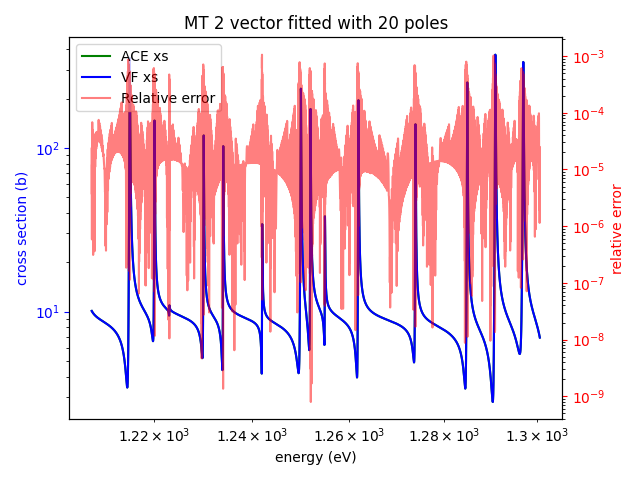 MT 2 vector fitted with 20 poles
ACE xs
VF xs
Relative error
cross section (b)
10²
10¹
relative error
10⁻³
10⁻⁴
10⁻⁵
10⁻⁶
10⁻⁷
10⁻⁸
10⁻⁹
1.22 × 10³ 1.24 × 10³ 1.26 × 10³ 1.28 × 10³ 1.3 × 10³
energy (eV)